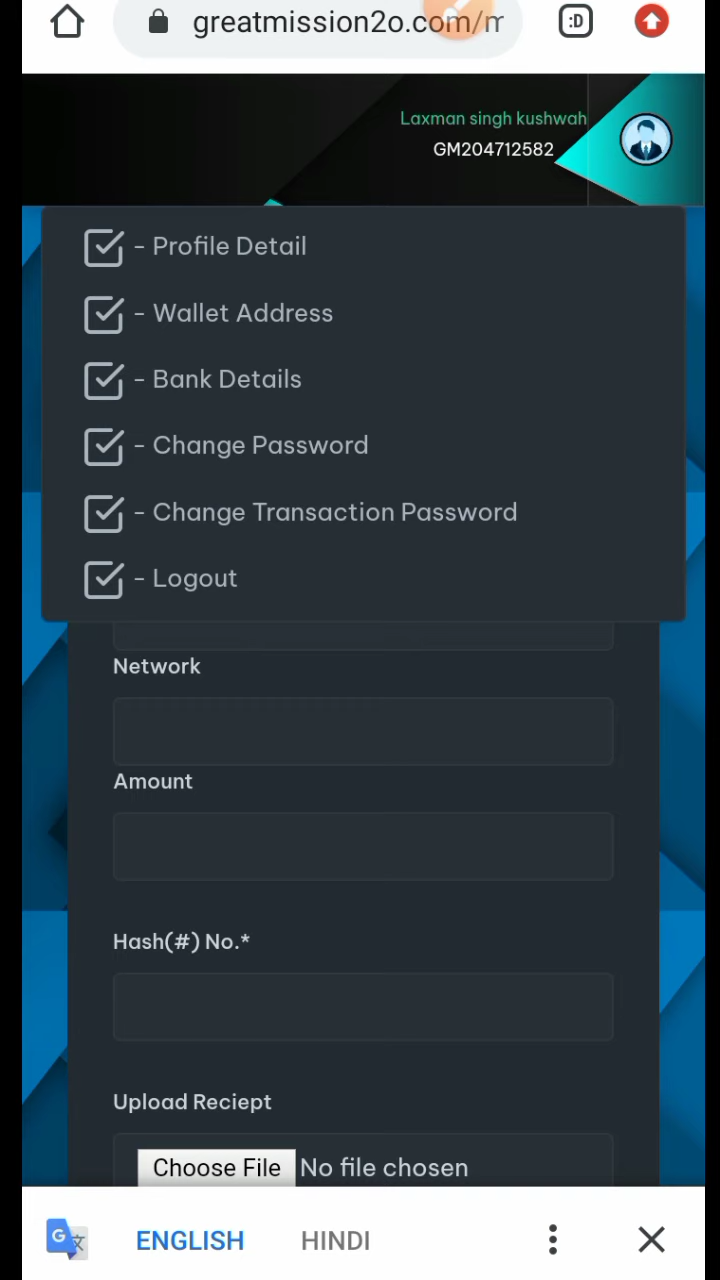 greatmission2o.com/m
:D
Laxman singh kushwah
GM204712582
- Profile Detail
- Wallet Address
- Bank Details
- Change Password
- Change Transaction Password
- Logout
Network
Amount
Hash(#) No.*
Upload Reciept
Choose File No file chosen
ENGLISH HINDI